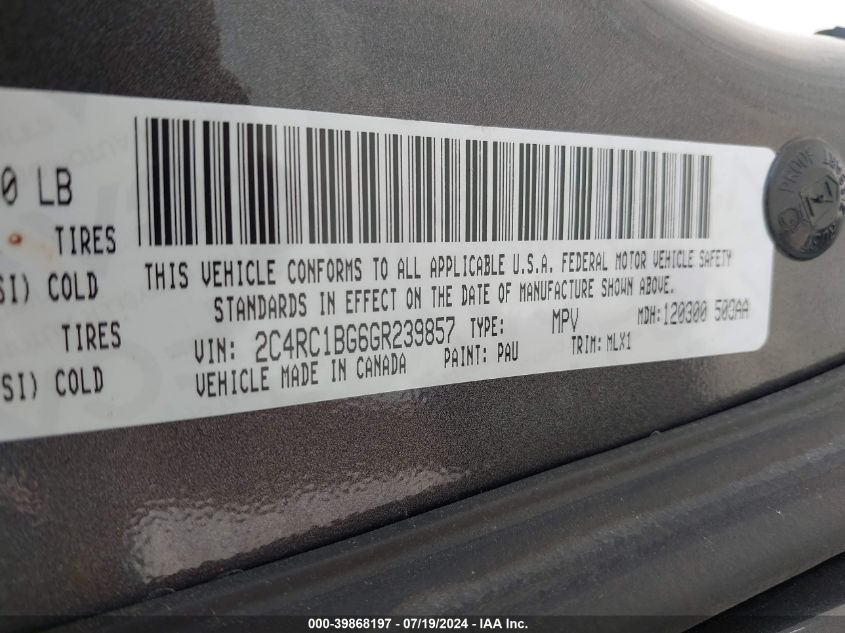 0 LB
TIRES
SI) COLD
TIRES
SI) COLD
THIS VEHICLE CONFORMS TO ALL APPLICABLE U.S.A. FEDERAL MOTOR VEHICLE SAFETY
STANDARDS IN EFFECT ON THE DATE OF MANUFACTURE SHOWN ABOVE.
VIN: 2C4RC1BG6GR239857 TYPE: MPV MDH: 120300 503AA
VEHICLE MADE IN CANADA PAINT: PAU TRIM: MLX1
PROOF
000-39868197 - 07/19/2024 - IAA Inc.